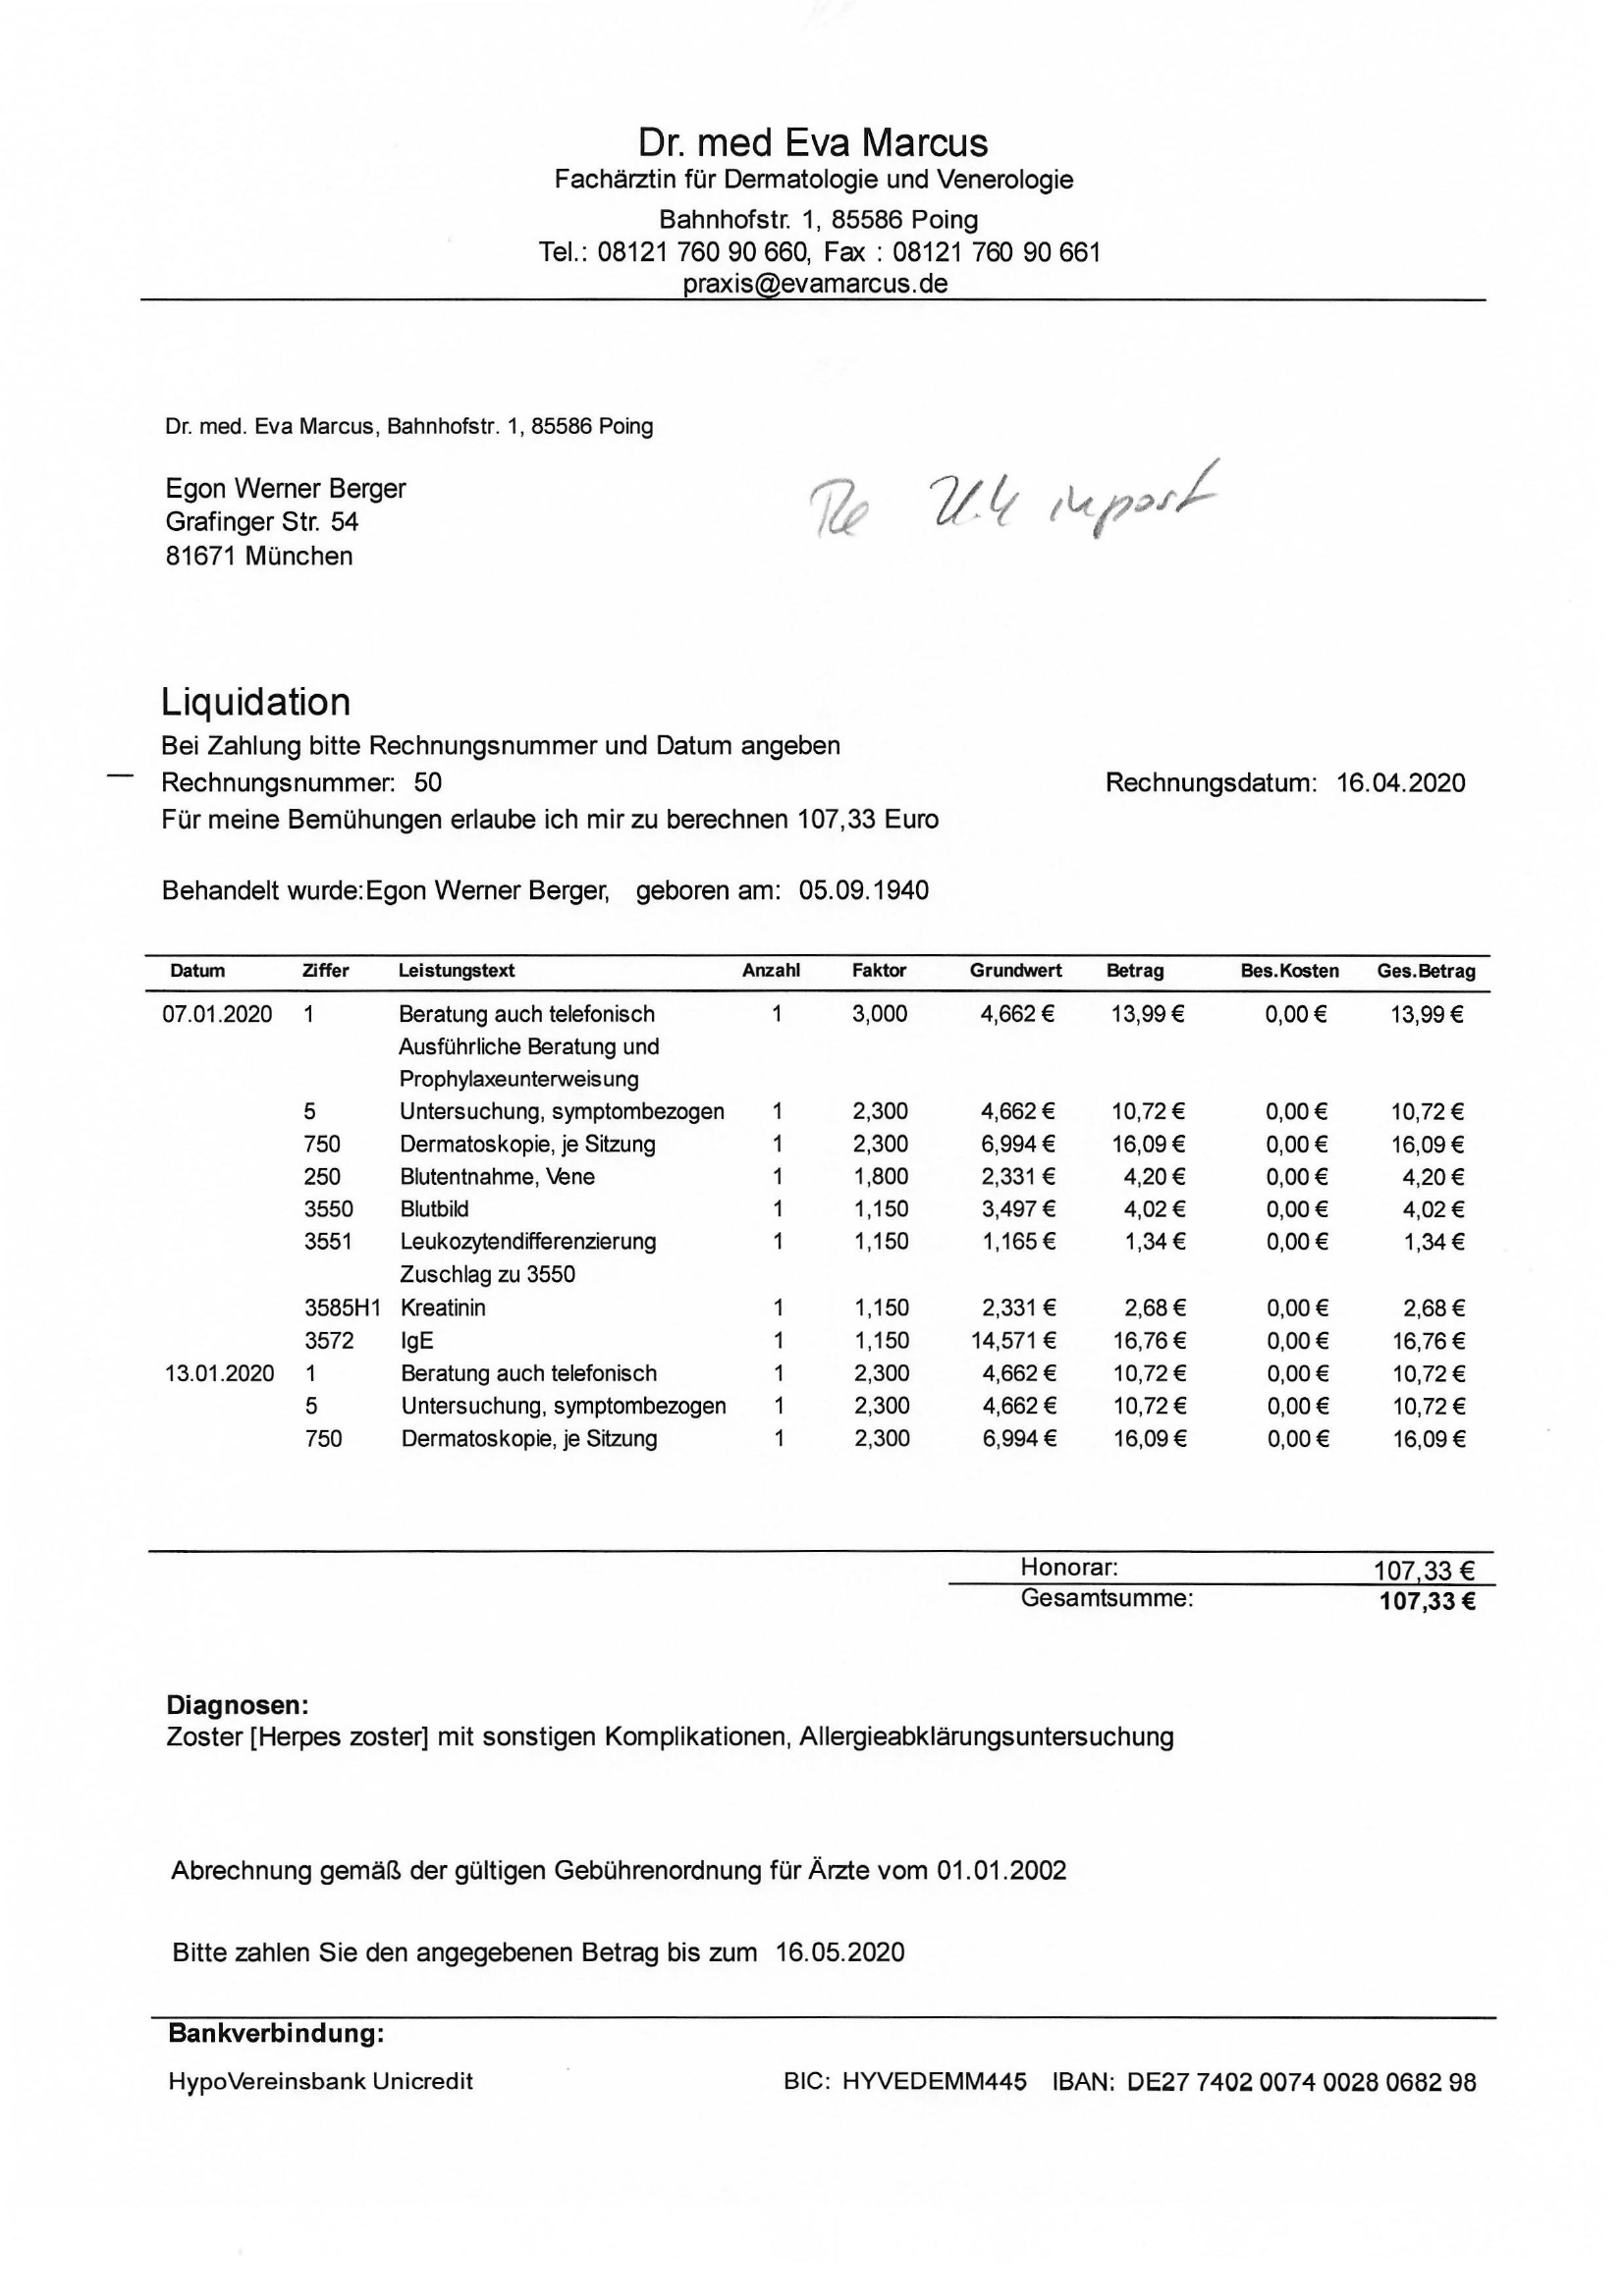 Dr. med Eva Marcus
Fachärztin für Dermatologie und Venerologie
Bahnhofstr. 1, 85586 Poing
Tel.: 08121 760 90 660, Fax : 08121 760 90 661
praxis@evamarcus.de
Dr. med. Eva Marcus, Bahnhofstr. 1, 85586 Poing
Egon Werner Berger
Grafinger Str. 54
81671 München
Liquidation
Bei Zahlung bitte Rechnungsnummer und Datum angeben
Rechnungsnummer: 50 Rechnungsdatum: 16.04.2020
Für meine Bemühungen erlaube ich mir zu berechnen 107,33 Euro
Behandelt wurde:Egon Werner Berger, geboren am: 05.09.1940
Datum Ziffer Leistungstext Anzahl Faktor Grundwert Betrag Bes.Kosten Ges.Betrag
07.01.2020 1 Beratung auch telefonisch 1 3,000 4,662 € 13,99 € 0,00 € 13,99 €
Ausführliche Beratung und
Prophylaxeunterweisung
5 Untersuchung, symptombezogen 1 2,300 4,662 € 10,72 € 0,00 € 10,72 €
750 Dermatoskopie, je Sitzung 1 2,300 6,994 € 16,09 € 0,00 € 16,09 €
250 Blutentnahme, Vene 1 1,800 2,331 € 4,20 € 0,00 € 4,20 €
3550 Blutbild 1 1,150 3,497 € 4,02 € 0,00 € 4,02 €
3551 Leukozytendifferenzierung 1 1,150 1,165 € 1,34 € 0,00 € 1,34 €
Zuschlag zu 3550
3585H1 Kreatinin 1 1,150 2,331 € 2,68 € 0,00 € 2,68 €
3572 IgE 1 1,150 14,571 € 16,76 € 0,00 € 16,76 €
13.01.2020 1 Beratung auch telefonisch 1 2,300 4,662 € 10,72 € 0,00 € 10,72 €
5 Untersuchung, symptombezogen 1 2,300 4,662 € 10,72 € 0,00 € 10,72 €
750 Dermatoskopie, je Sitzung 1 2,300 6,994 € 16,09 € 0,00 € 16,09 €
Honorar: 107,33 €
Gesamtsumme: 107,33 €
Diagnosen:
Zoster [Herpes zoster] mit sonstigen Komplikationen, Allergieabklärungsuntersuchung
Abrechnung gemäß der gültigen Gebührenordnung für Ärzte vom 01.01.2002
Bitte zahlen Sie den angegebenen Betrag bis zum 16.05.2020
Bankverbindung:
HypoVereinsbank Unicredit BIC: HYVEDEMM445 IBAN: DE27 7402 0074 0028 0682 98